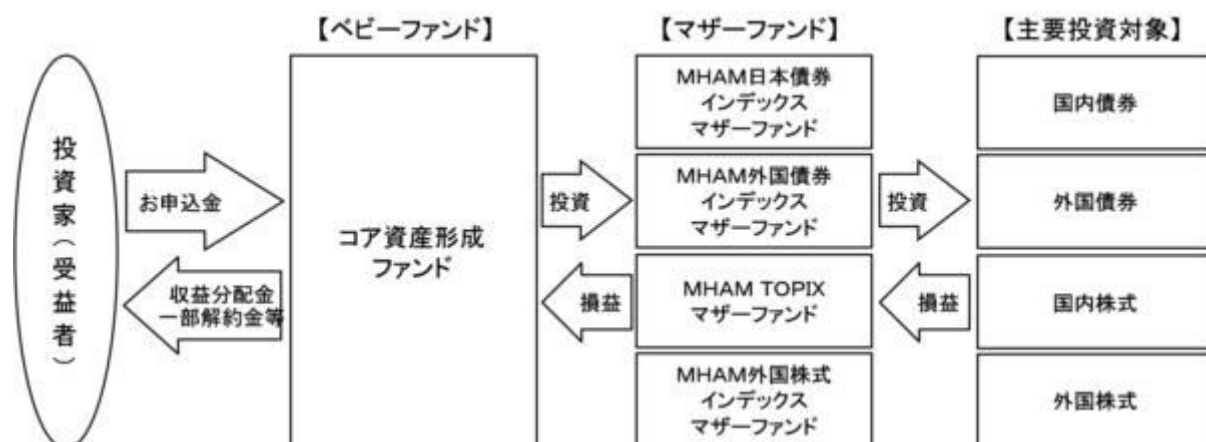 【ベビーファンド】
【マザーファンド】
【主要投資対象】
投資家(受益者)
お申込金
収益分配金
一部解約金等
コア資産形成
ファンド
投資
損益
MHAM日本債券
インデックス
マザーファンド
MHAM外国債券
インデックス
マザーファンド
MHAM TOPIX
マザーファンド
MHAM外国株式
インデックス
マザーファンド
投資
損益
国内債券
外国債券
国内株式
外国株式